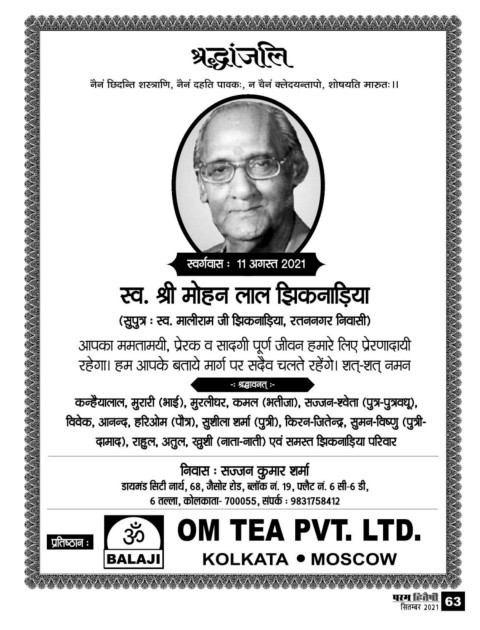 श्रद्धांजलि
नैनं छिदन्ति शस्त्राणि, नैनं दहति पावकः, न चैनं क्लेदयन्तापो, शोषयति मारुतः।।
स्वर्गवास : 11 अगस्त 2021
स्व. श्री मोहन लाल झिकनाड़िया
(सुपुत्र : स्व. मालीराम जी झिकनाड़िया, रतननगर निवासी)
आपका ममतामयी, प्रेरक व सादगी पूर्ण जीवन हमारे लिए प्रेरणादायी
रहेगा। हम आपके बताये मार्ग पर सदैव चलते रहेंगे। शत्-शत् नमन
-: श्रद्धावनत् :-
कन्हैयालाल, मुरारी (भाई), मुरलीधर, कमल (भतीजा), सज्जन-श्वेता (पुत्र-पुत्रवधू),
विवेक, आनन्द, हरिओम (पौत्र), सुशीला शर्मा (पुत्री), किरन-जितेन्द्र, सुमन-विष्णु (पुत्री-
दामाद), राहुल, अतुल, खुशी (नाता-नाती) एवं समस्त झिकनाड़िया परिवार
निवास : सज्जन कुमार शर्मा
डायमंड सिटी नार्थ, 68, जैसोर रोड, ब्लॉक नं. 19, फ्लैट नं. 6 सी-6 डी,
6 तल्ला, कोलकाता- 700055, संपर्क : 9831758412
प्रतिष्ठान :
ॐ
BALAJI
OM TEA PVT. LTD.
KOLKATA ● MOSCOW
परम हितैषी
सितम्बर 2021
63